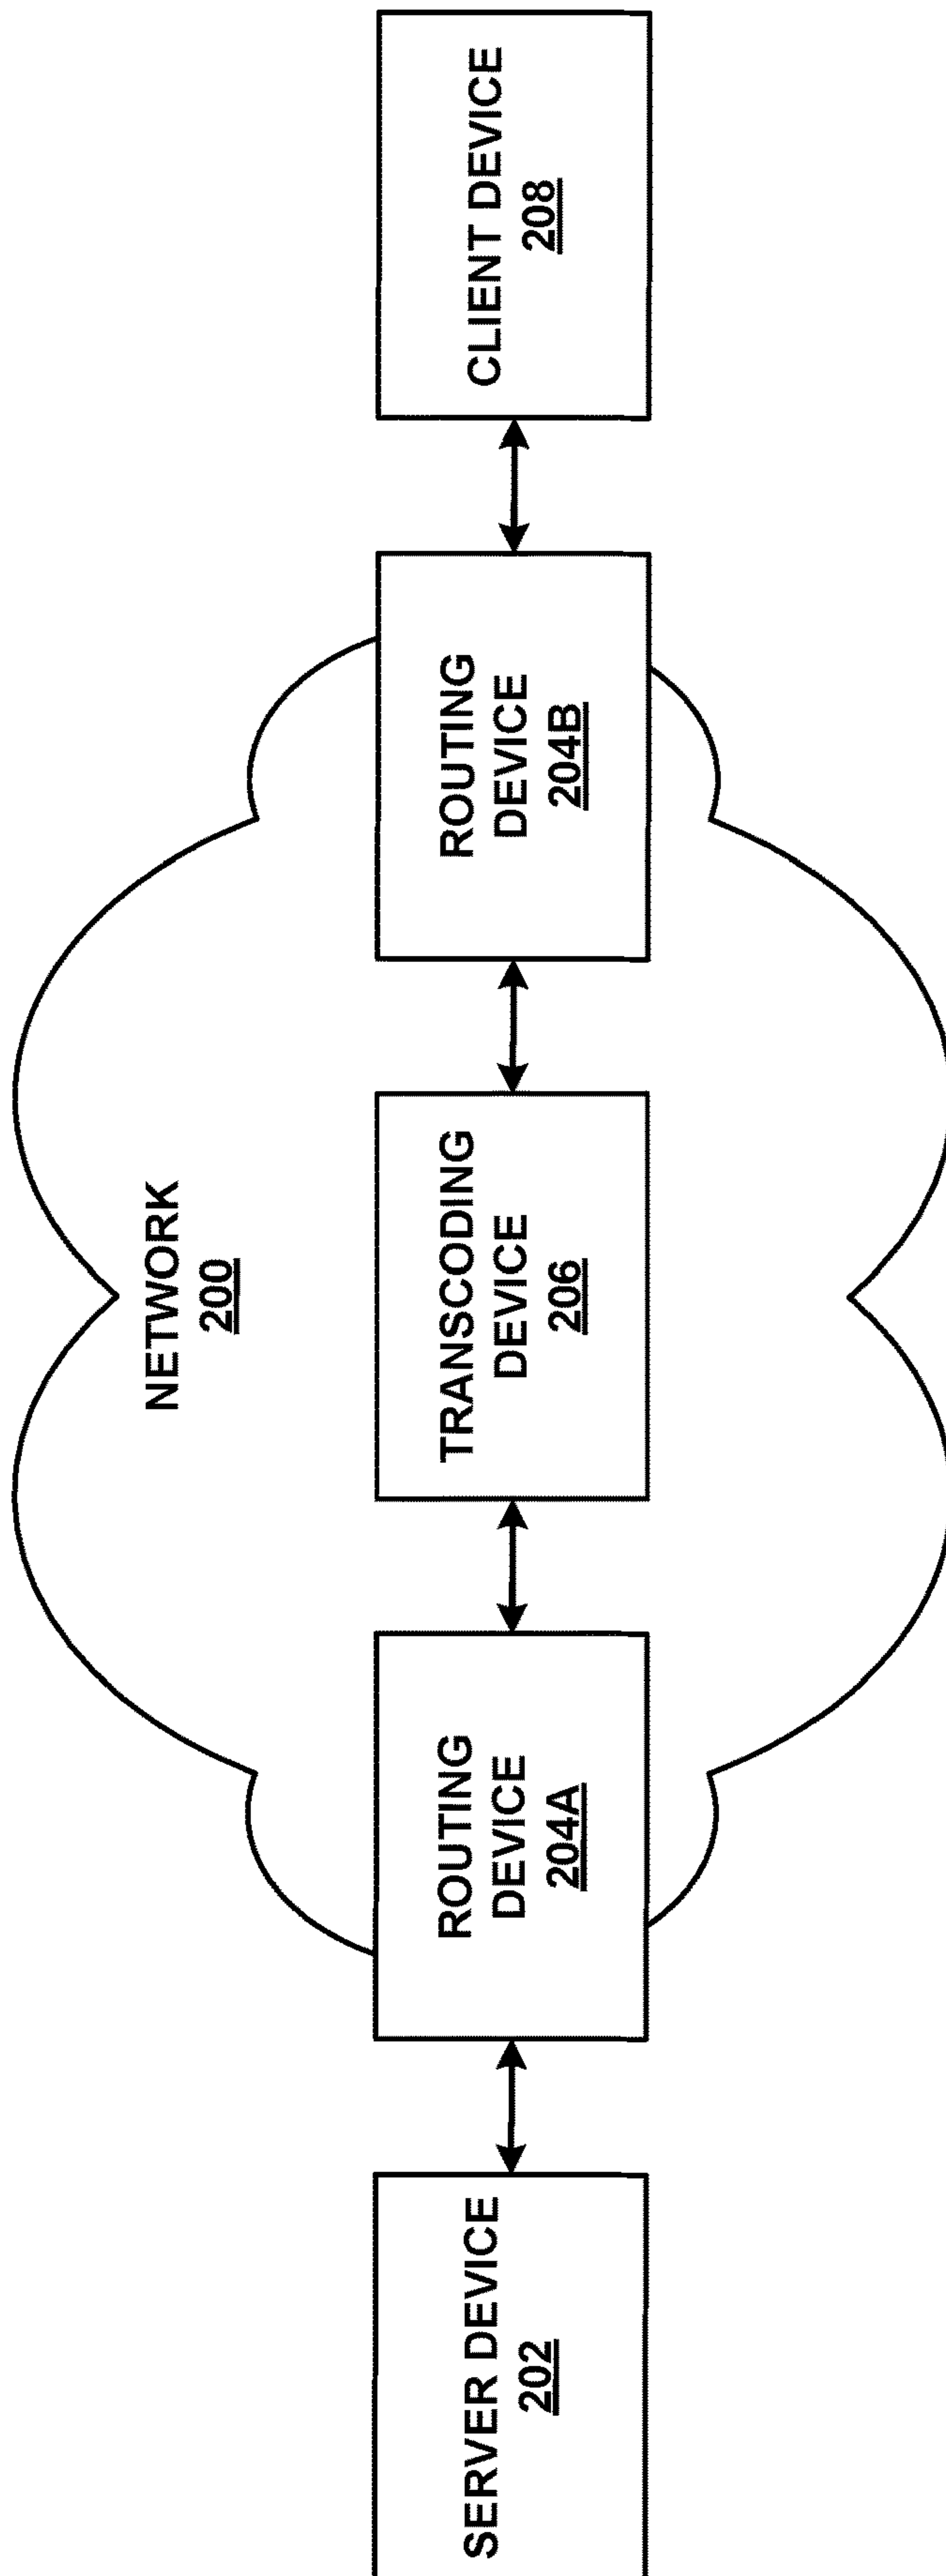 NETWORK
200
SERVER DEVICE
202
ROUTING
DEVICE
204A
TRANSCODING
DEVICE
206
ROUTING
DEVICE
204B
CLIENT DEVICE
208